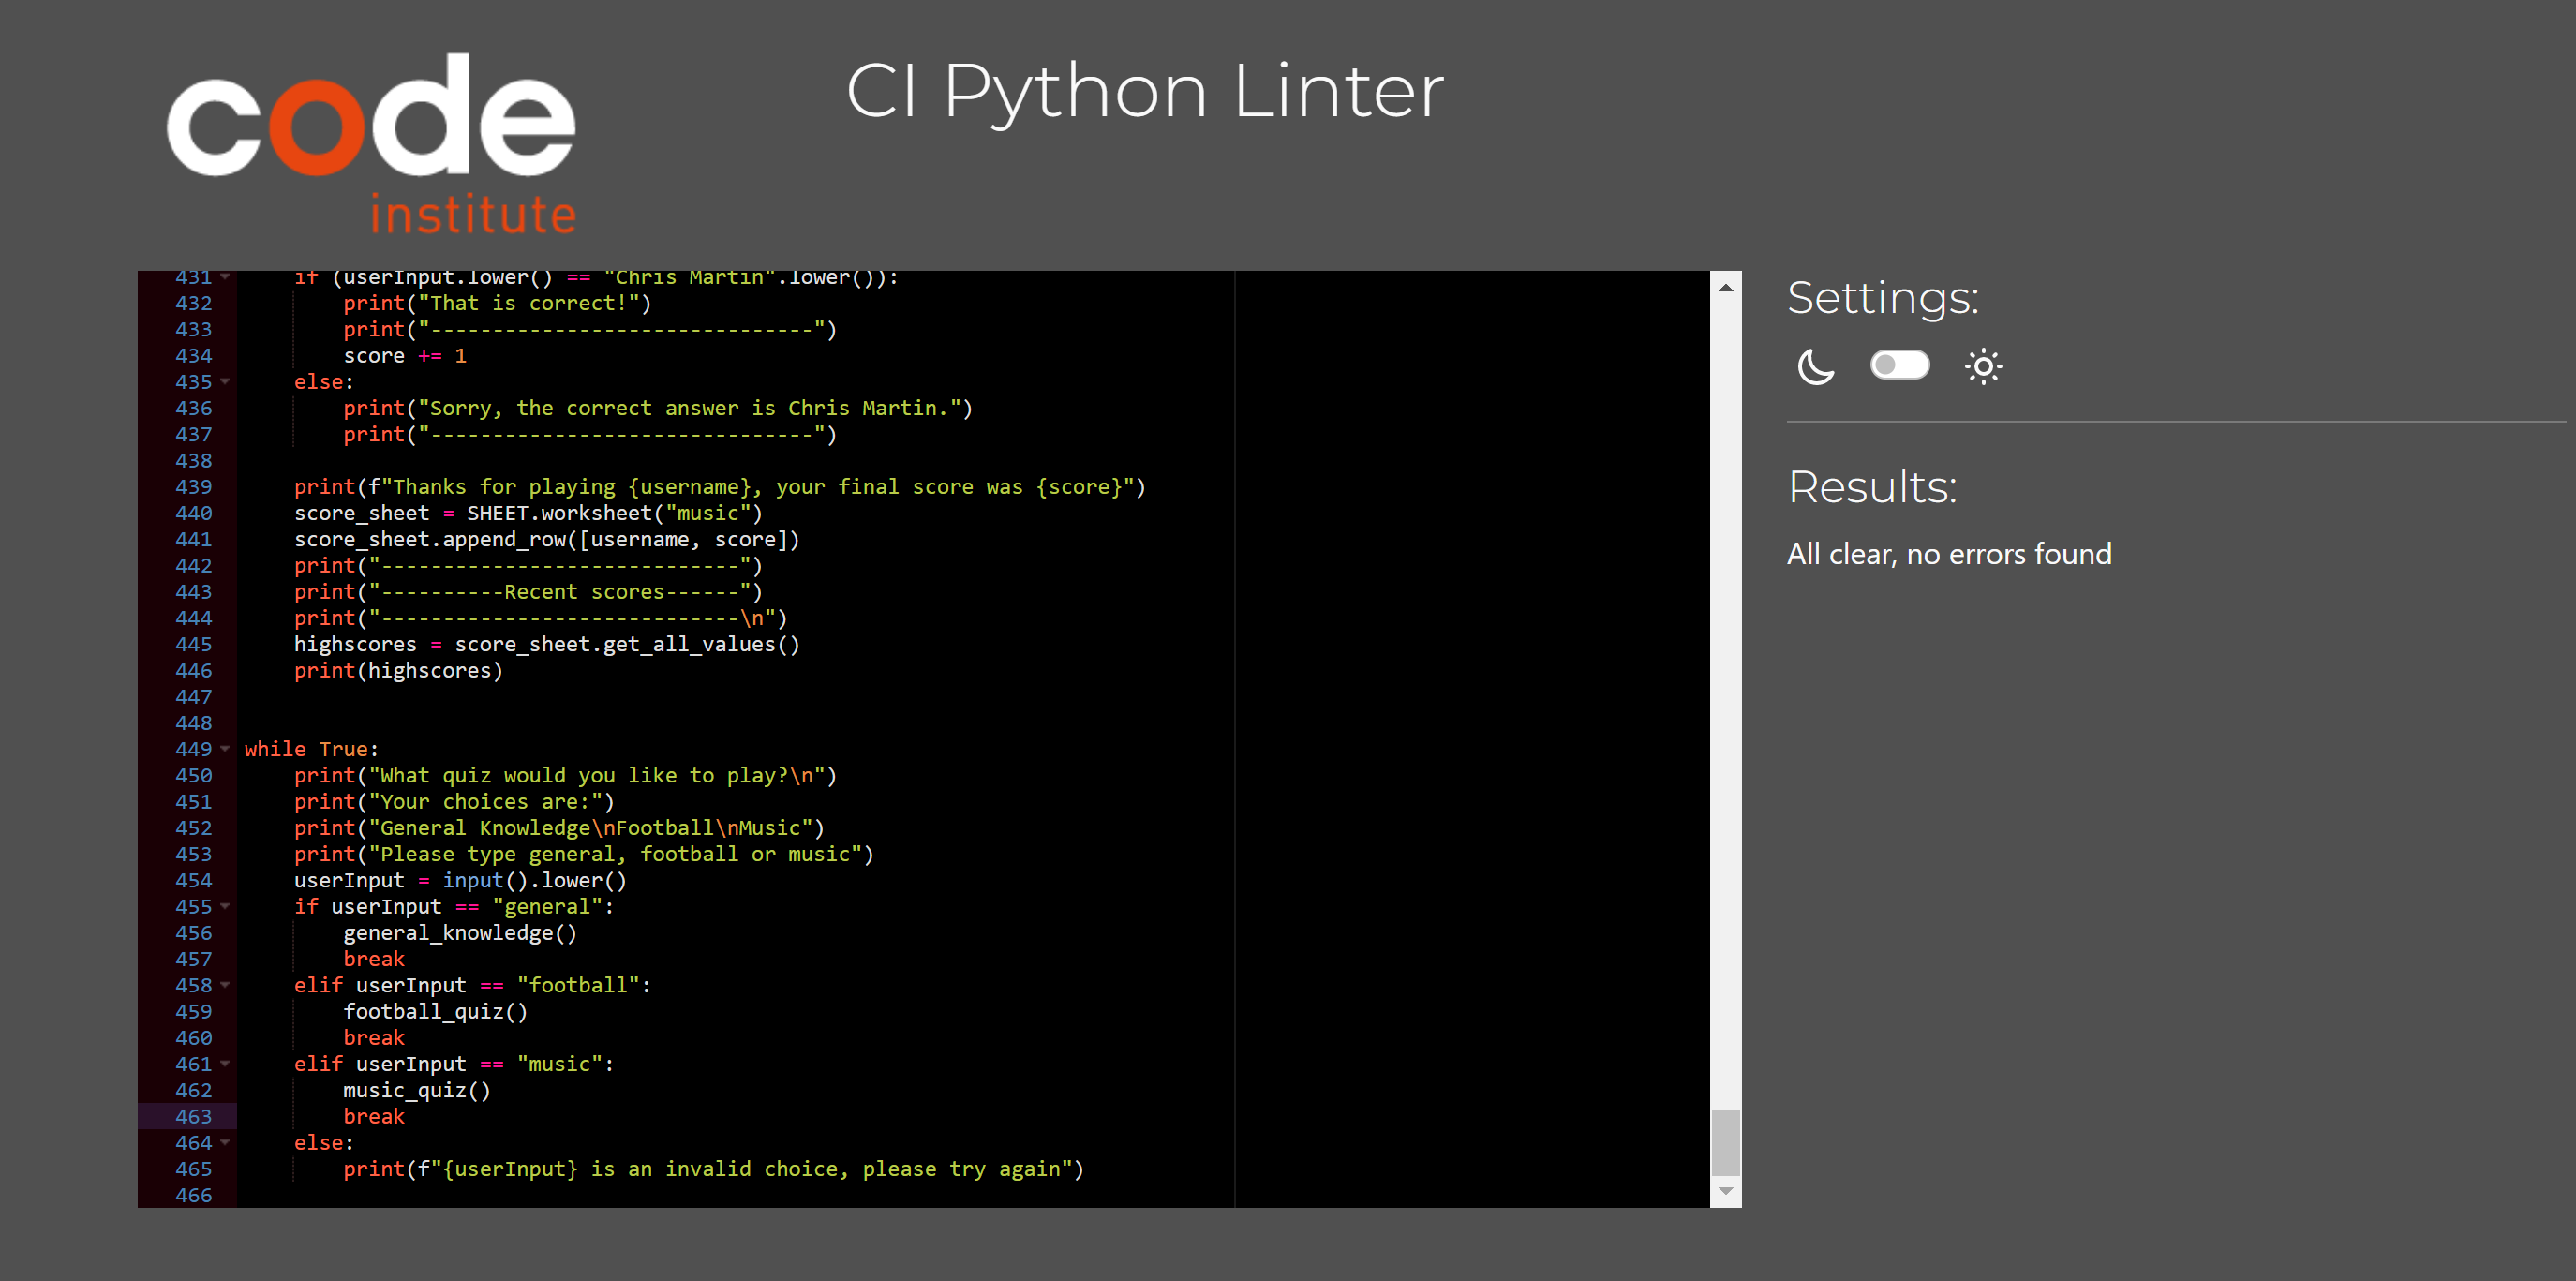 code
institute
CI Python Linter
431 if (userInput.lower() == "Chris Martin".lower()):
432 print("That is correct!")
433 print("-------------------------------")
434 score += 1
435 else:
436 print("Sorry, the correct answer is Chris Martin.")
437 print("-------------------------------")
438
439 print(f"Thanks for playing {username}, your final score was {score}")
440 score_sheet = SHEET.worksheet("music")
441 score_sheet.append_row([username, score])
442 print("-----------------------------")
443 print("----------Recent scores------")
444 print("-----------------------------\n")
445 highscores = score_sheet.get_all_values()
446 print(highscores)
447
448
449 while True:
450 print("What quiz would you like to play?\n")
451 print("Your choices are:")
452 print("General Knowledge\nFootball\nMusic")
453 print("Please type general, football or music")
454 userInput = input().lower()
455 if userInput == "general":
456 general_knowledge()
457 break
458 elif userInput == "football":
459 football_quiz()
460 break
461 elif userInput == "music":
462 music_quiz()
463 break
464 else:
465 print(f"{userInput} is an invalid choice, please try again")
466
Settings:
Results:
All clear, no errors found